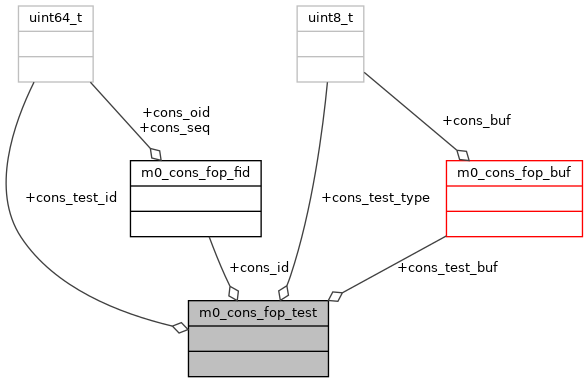 uint64_t
uint8_t
+cons_oid
+cons_seq
+cons_buf
m0_cons_fop_fid
m0_cons_fop_buf
+cons_test_id
+cons_test_type
+cons_id
+cons_test_buf
m0_cons_fop_test